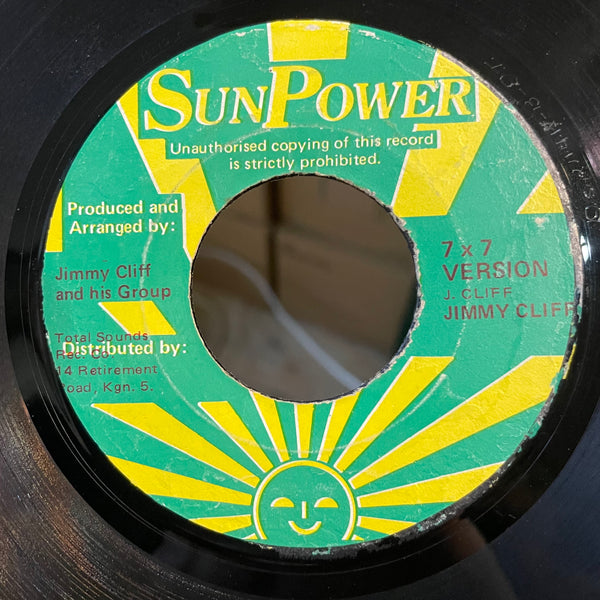 SUNPOWER
Unauthorised copying of this record
is strictly prohibited.
Produced and
Arranged by:
Jimmy Cliff
and his Group
Total Sounds
Rec. Co
Distributed by:
14 Retirement
Road, Kgn. 5.
7 x 7
VERSION
J. CLIFF
JIMMY CLIFF